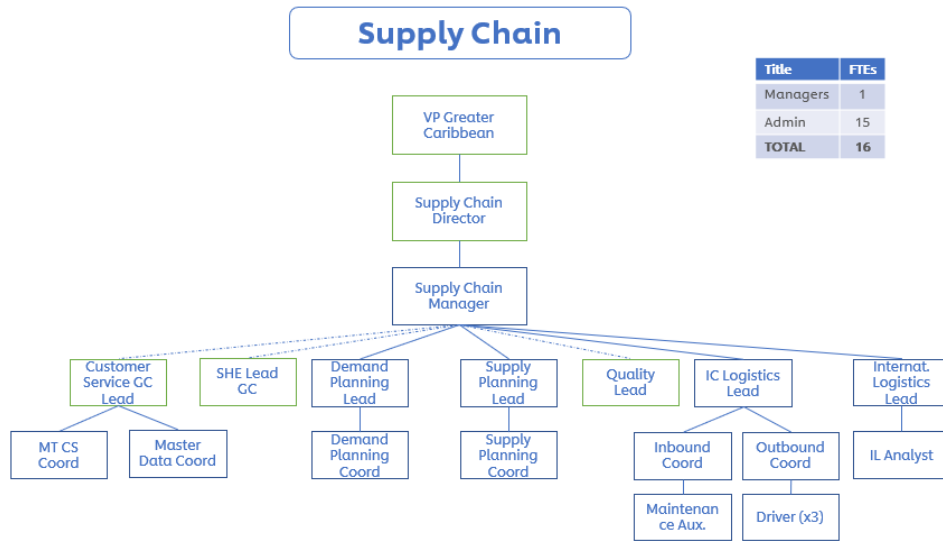 Supply Chain
Title FTEs
Managers 1
Admin 15
TOTAL 16
VP Greater
Caribbean
Supply Chain
Director
Supply Chain
Manager
Customer
Service GC
Lead
SHE Lead
GC
Demand
Planning
Lead
Supply
Planning
Lead
Quality
Lead
IC Logistics
Lead
Internat.
Logistics
Lead
MT CS
Coord
Master
Data Coord
Demand
Planning
Coord
Supply
Planning
Coord
Inbound
Coord
Outbound
Coord
IL Analyst
Maintenan
ce Aux.
Driver (x3)